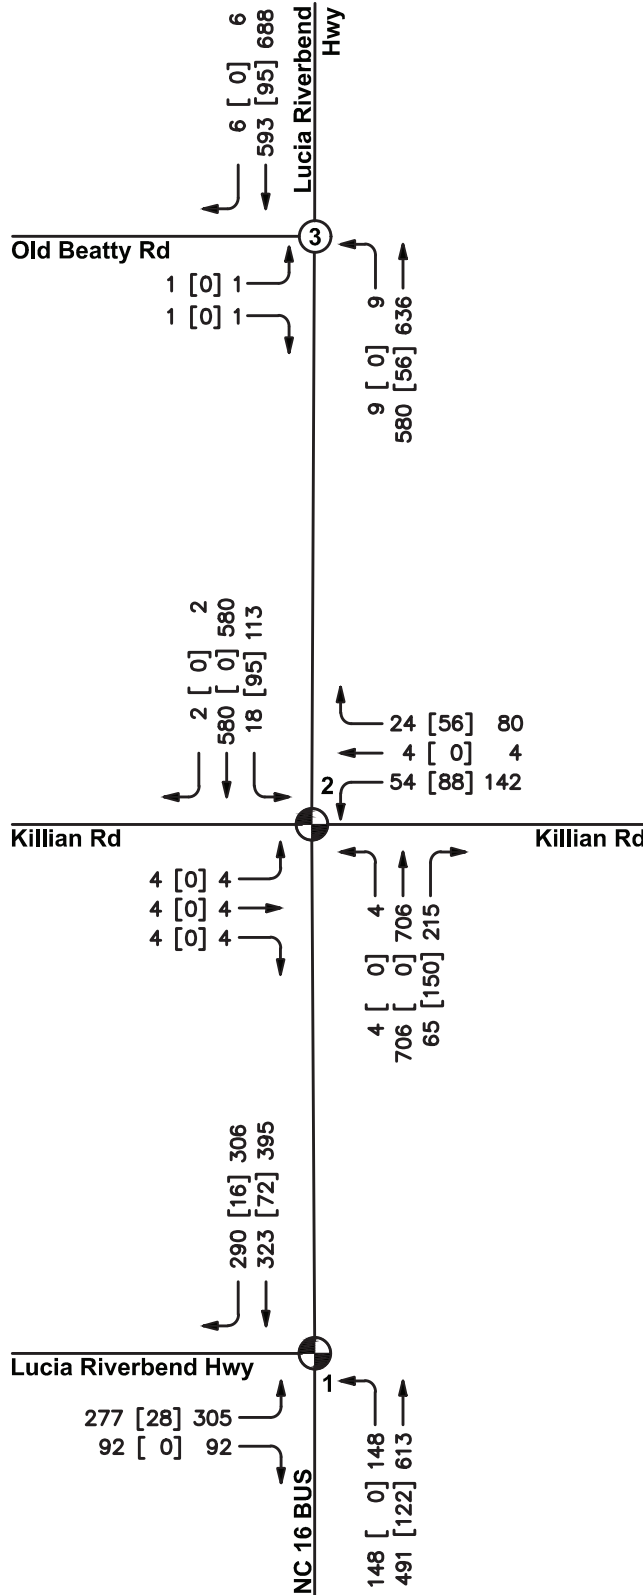 6 [ 0] 6
593 [95] 688
Lucia Riverbend
Hwy
Old Beatty Rd
3
1 [0] 1
1 [0] 1
9 [ 0] 9
580 [56] 636
2 [ 0] 2
580 [ 0] 580
18 [95] 113
24 [56] 80
4 [ 0] 4
54 [88] 142
2
Killian Rd
Killian Rd
4 [0] 4
4 [0] 4
4 [0] 4
4 [ 0] 4
706 [ 0] 706
65 [150] 215
290 [16] 306
323 [72] 395
Lucia Riverbend Hwy
1
277 [28] 305
92 [ 0] 92
NC 16 BUS
148 [ 0] 148
491 [122] 613